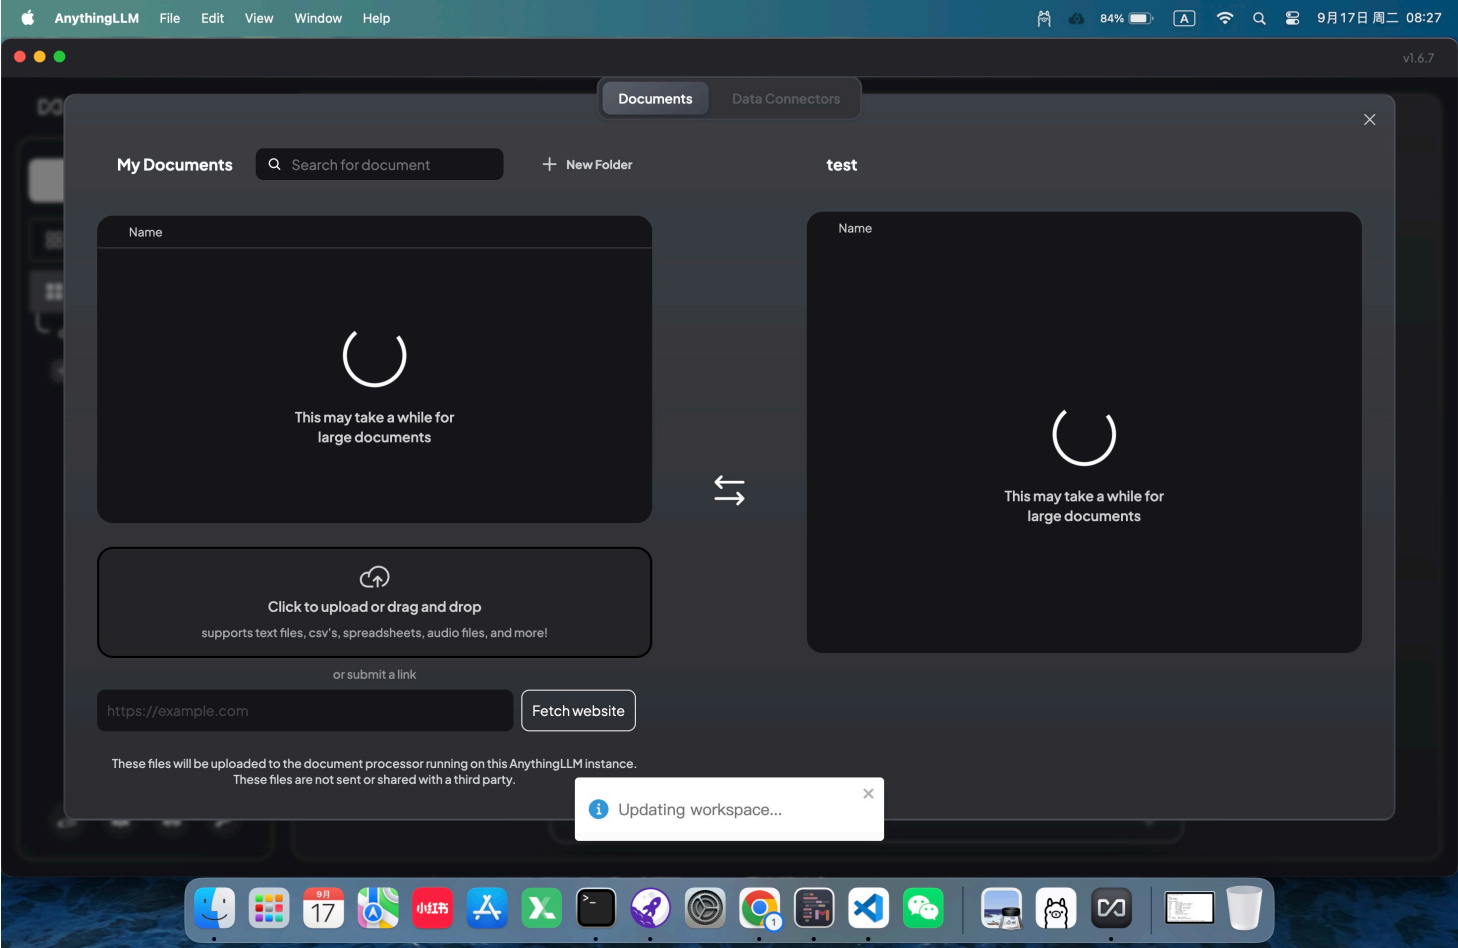 AnythingLLM File Edit View Window Help
84% A 9月17日 周二 08:27
v1.6.7
Documents Data Connectors
My Documents Search for document New Folder
Name
This may take a while for
large documents
Click to upload or drag and drop
supports text files, csv's, spreadsheets, audio files, and more!
or submit a link
https://example.com Fetch website
These files will be uploaded to the document processor running on this AnythingLLM instance.
These files are not sent or shared with a third party.
test
Name
This may take a while for
large documents
Updating workspace...
9月
17
小红书
1